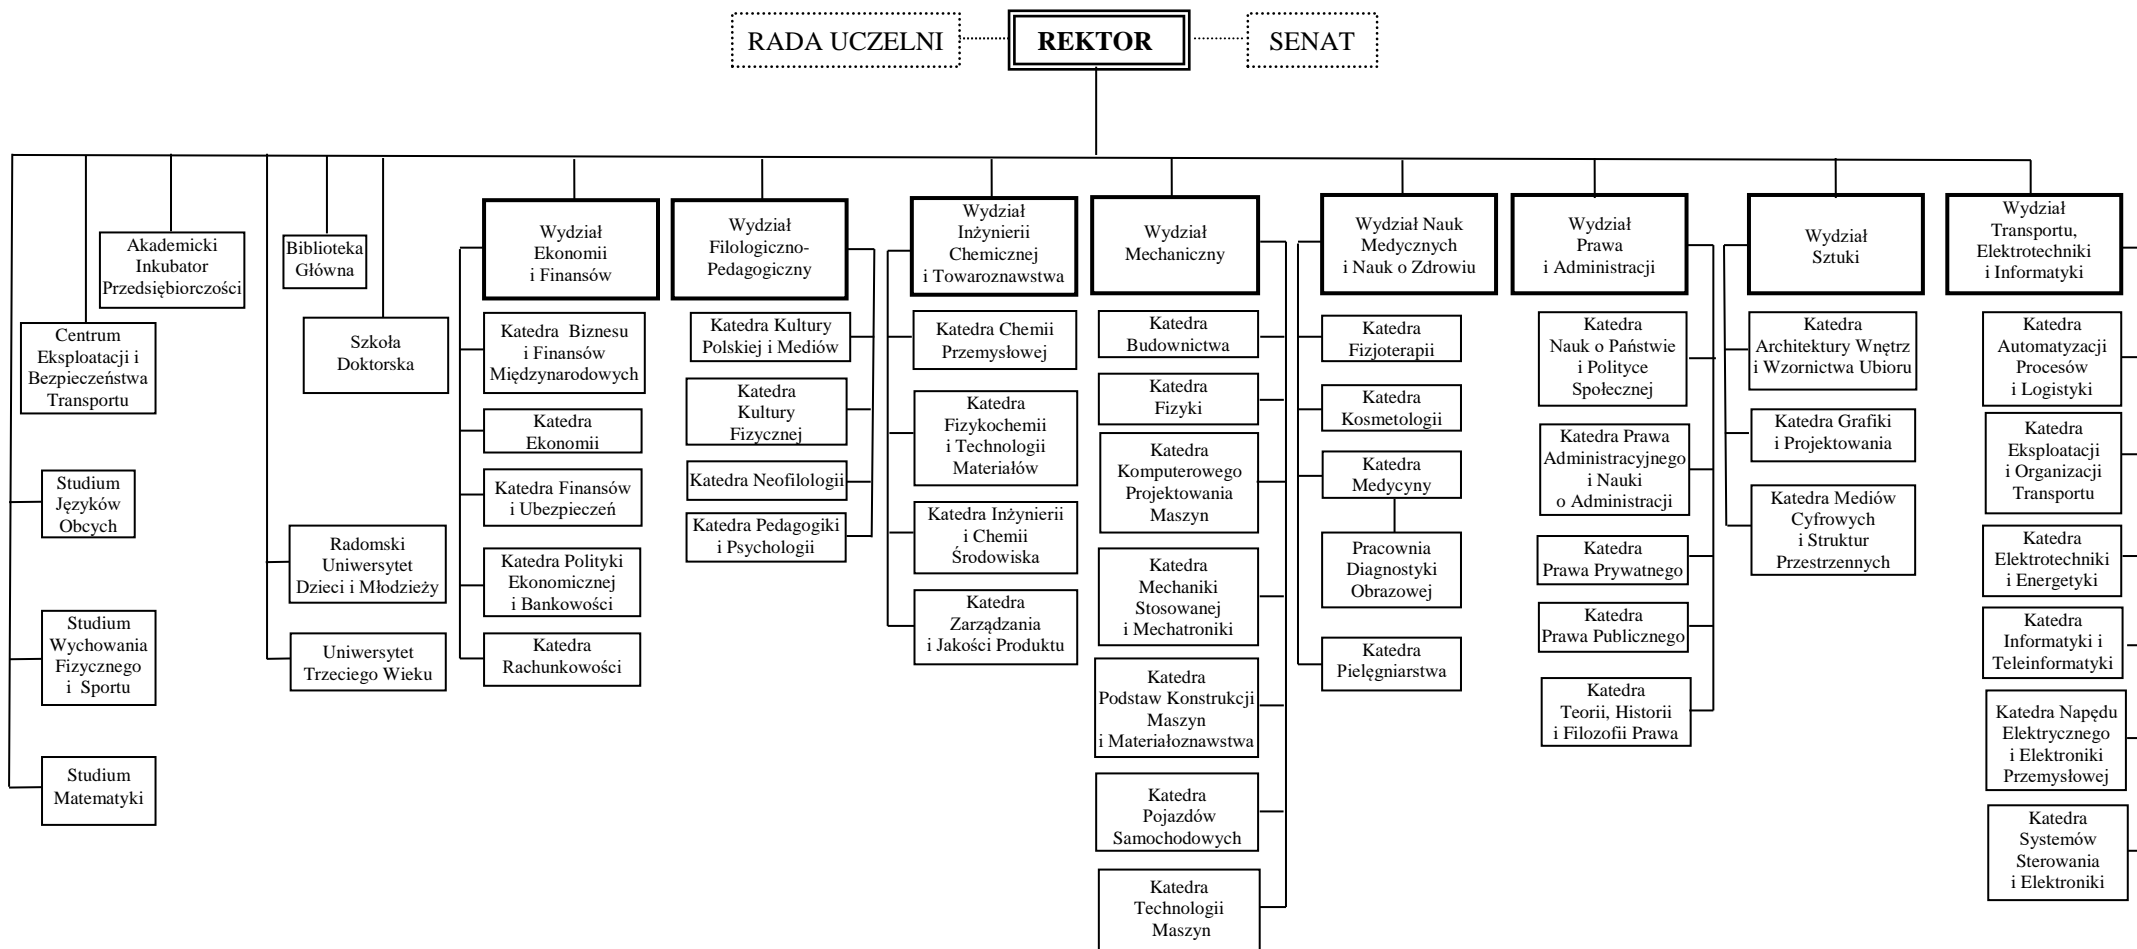 RADA UCZELNI
REKTOR
SENAT
Akademicki
Inkubator
Przedsiębiorczości
Biblioteka
Główna
Centrum
Eksploatacji i
Bezpieczeństwa
Transportu
Szkoła
Doktorska
Studium
Języków
Obcych
Radomski
Uniwersytet
Dzieci i Młodzieży
Studium
Wychowania
Fizycznego
i Sportu
Uniwersytet
Trzeciego Wieku
Studium
Matematyki
Wydział
Ekonomii
i Finansów
Katedra Biznesu
i Finansów
Międzynarodowych
Katedra
Ekonomii
Katedra Finansów
i Ubezpieczeń
Katedra Polityki
Ekonomicznej
i Bankowości
Katedra
Rachunkowości
Wydział
Filologiczno-
Pedagogiczny
Katedra Kultury
Polskiej i Mediów
Katedra
Kultury
Fizycznej
Katedra Neofilologii
Katedra Pedagogiki
i Psychologii
Wydział
Inżynierii
Chemicznej
i Towaroznawstwa
Katedra Chemii
Przemysłowej
Katedra
Fizykochemii
i Technologii
Materiałów
Katedra Inżynierii
i Chemii
Środowiska
Katedra
Zarządzania
i Jakości Produktu
Wydział
Mechaniczny
Katedra
Budownictwa
Katedra
Fizyki
Katedra
Komputerowego
Projektowania
Maszyn
Katedra
Mechaniki
Stosowanej
i Mechatroniki
Katedra
Podstaw Konstrukcji
Maszyn
i Materiałoznawstwa
Katedra
Pojazdów
Samochodowych
Katedra
Technologii
Maszyn
Wydział Nauk
Medycznych
i Nauk o Zdrowiu
Katedra
Fizjoterapii
Katedra
Kosmetologii
Katedra
Medycyny
Pracownia
Diagnostyki
Obrazowej
Katedra
Pielęgniarstwa
Wydział
Prawa
i Administracji
Katedra
Nauk o Państwie
i Polityce
Społecznej
Katedra Prawa
Administracyjnego
i Nauki
o Administracji
Katedra
Prawa Prywatnego
Katedra
Prawa Publicznego
Katedra
Teorii, Historii
i Filozofii Prawa
Wydział
Sztuki
Katedra
Architektury Wnętrz
i Wzornictwa Ubioru
Katedra Grafiki
i Projektowania
Katedra Mediów
Cyfrowych
i Struktur
Przestrzennych
Wydział
Transportu,
Elektrotechniki
i Informatyki
Katedra
Automatyzacji
Procesów
i Logistyki
Katedra
Eksploatacji
i Organizacji
Transportu
Katedra
Elektrotechniki
i Energetyki
Katedra
Informatyki i
Teleinformatyki
Katedra Napędu
Elektrycznego
i Elektroniki
Przemysłowej
Katedra
Systemów
Sterowania
i Elektroniki